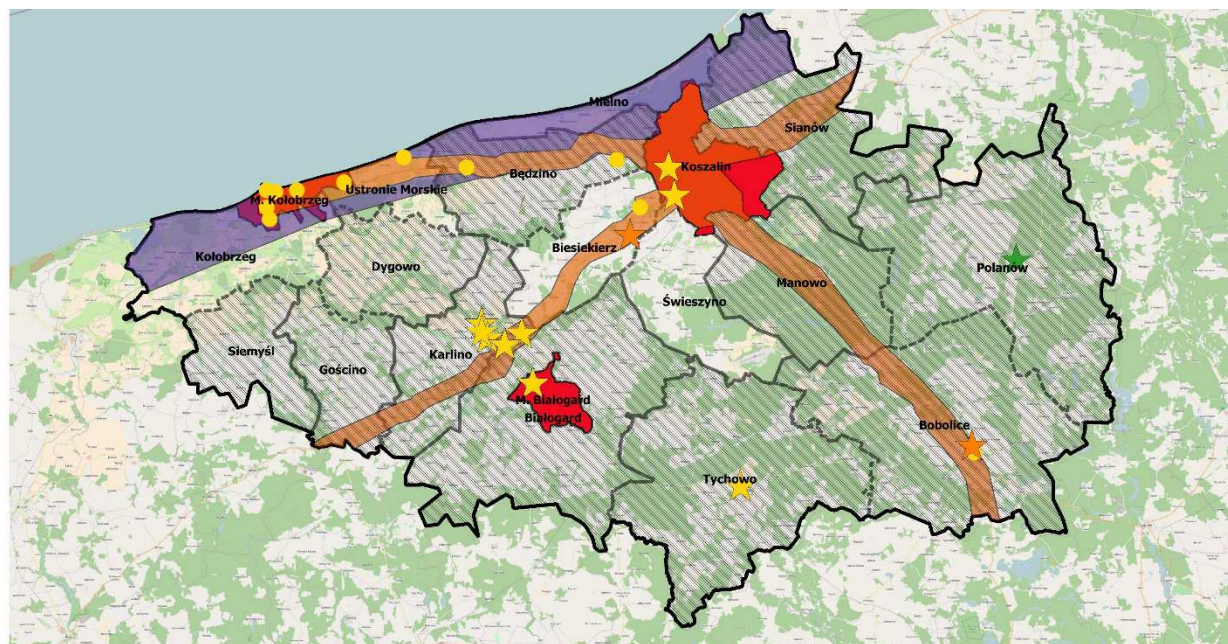 Mielno
Sianów
Koszalin
Będzino
Ustronie Morskie
M. Kołobrzeg
Kołobrzeg
Biesiekierz
Dygowo
Polanów
Manowo
Świeszyno
Siemyśl
Gościno
Karlino
M. Białogard
Białogard
Bobolice
Tychowo